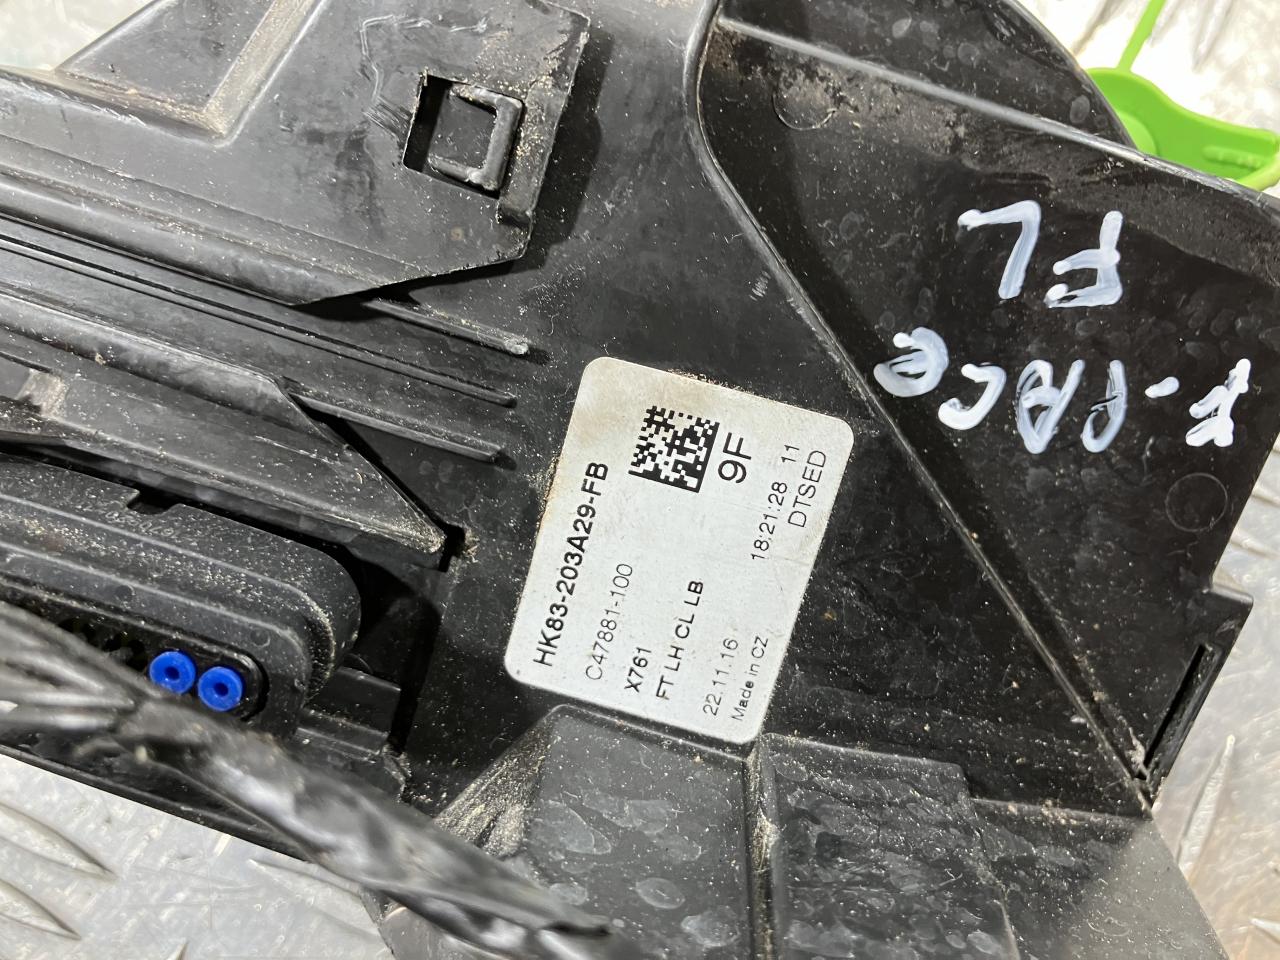 HK83-203A29-FB
C47881-100
X761
FT LH CL LB
22.11.16 18:21:28 11
Made in CZ DTSED
9F
F-PACE
FL